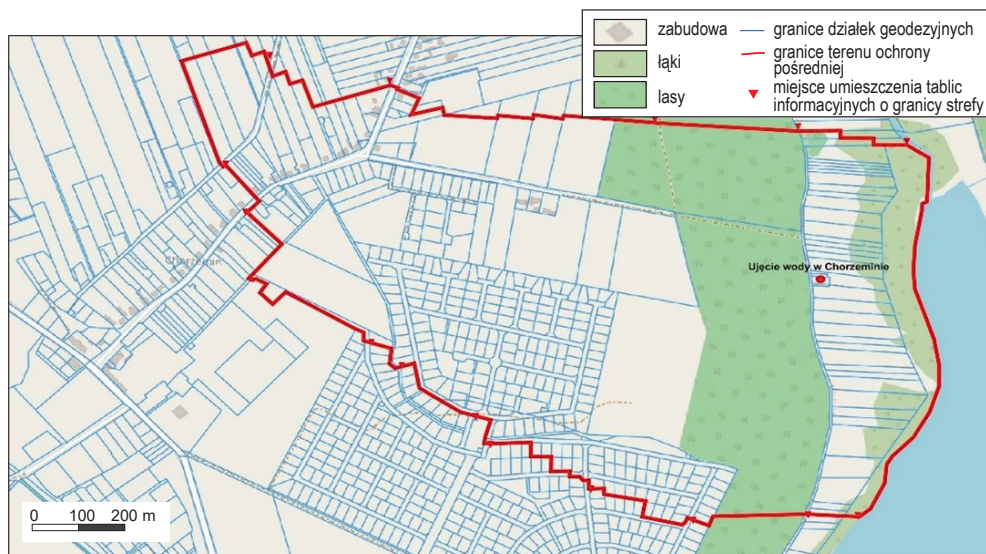 zabudowa
łąki
lasy
granice działek geodezyjnych
granice terenu ochrony
pośredniej
miejsce umieszczenia tablic
informacyjnych o granicy strefy
Chorzemin
Ujęcie wody w Chorzeminie
0 100 200 m